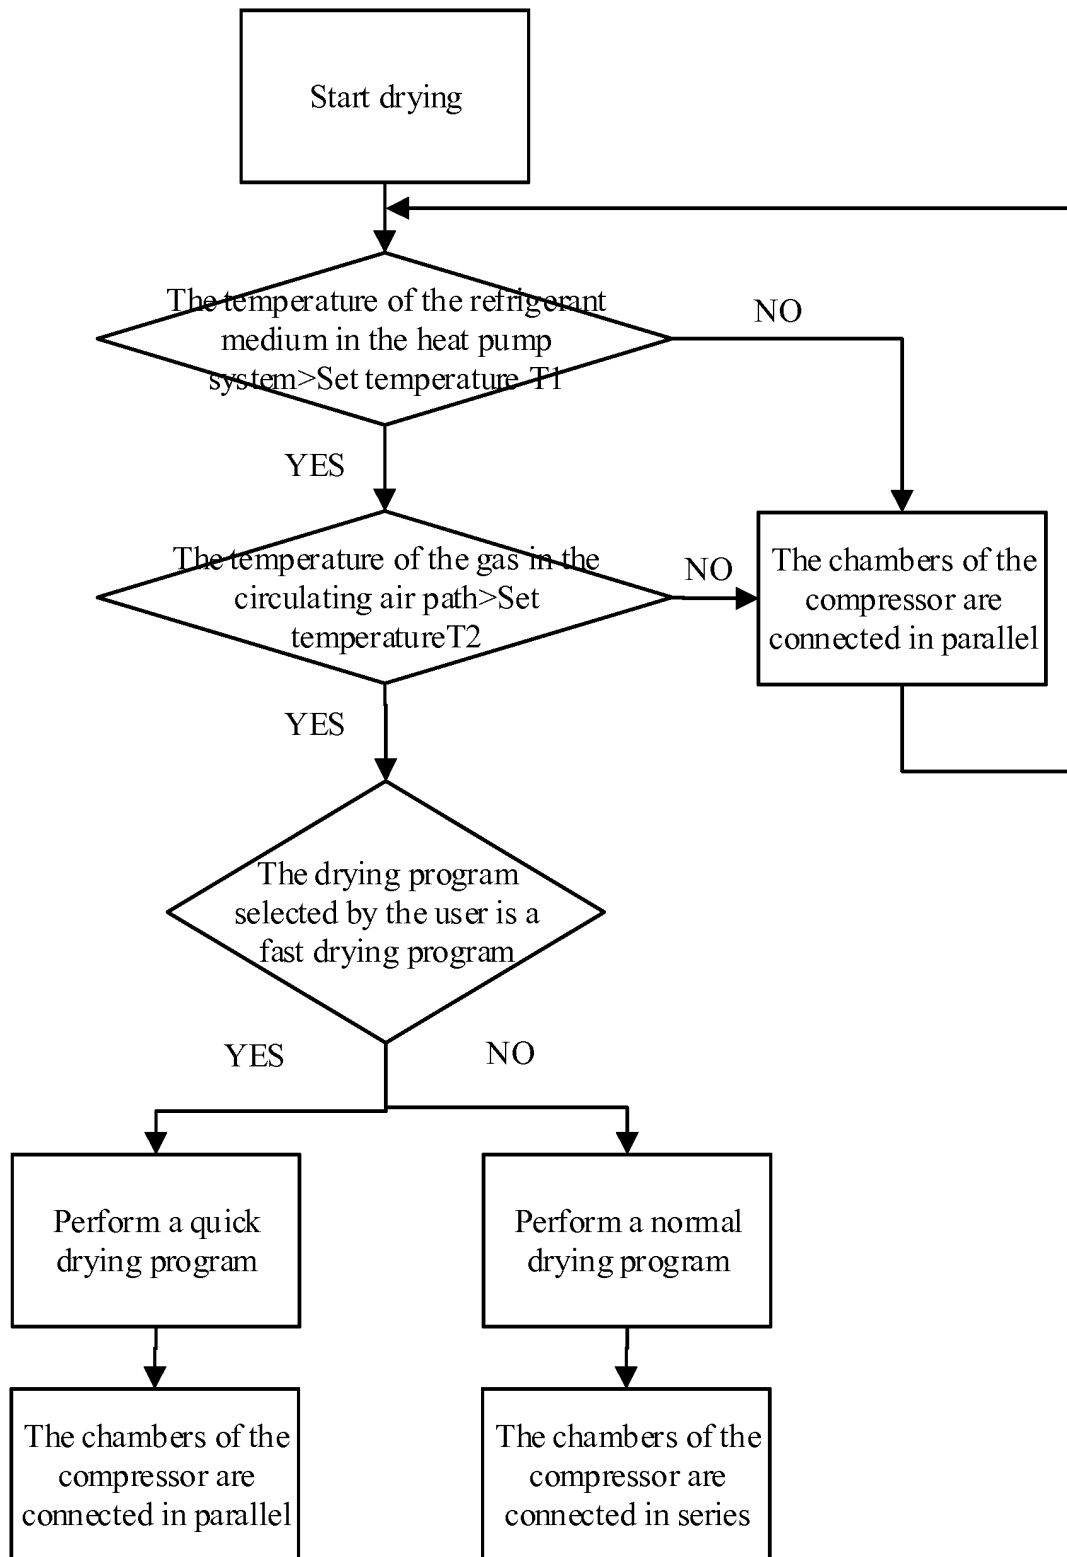 Start drying
The temperature of the refrigerant
medium in the heat pump
system>Set temperature T1
NO
YES
The temperature of the gas in the
circulating air path>Set
temperatureT2
NO
The chambers of the
compressor are
connected in parallel
YES
The drying program
selected by the user is a
fast drying program
YES
NO
Perform a quick
drying program
Perform a normal
drying program
The chambers of the
compressor are
connected in parallel
The chambers of the
compressor are
connected in series